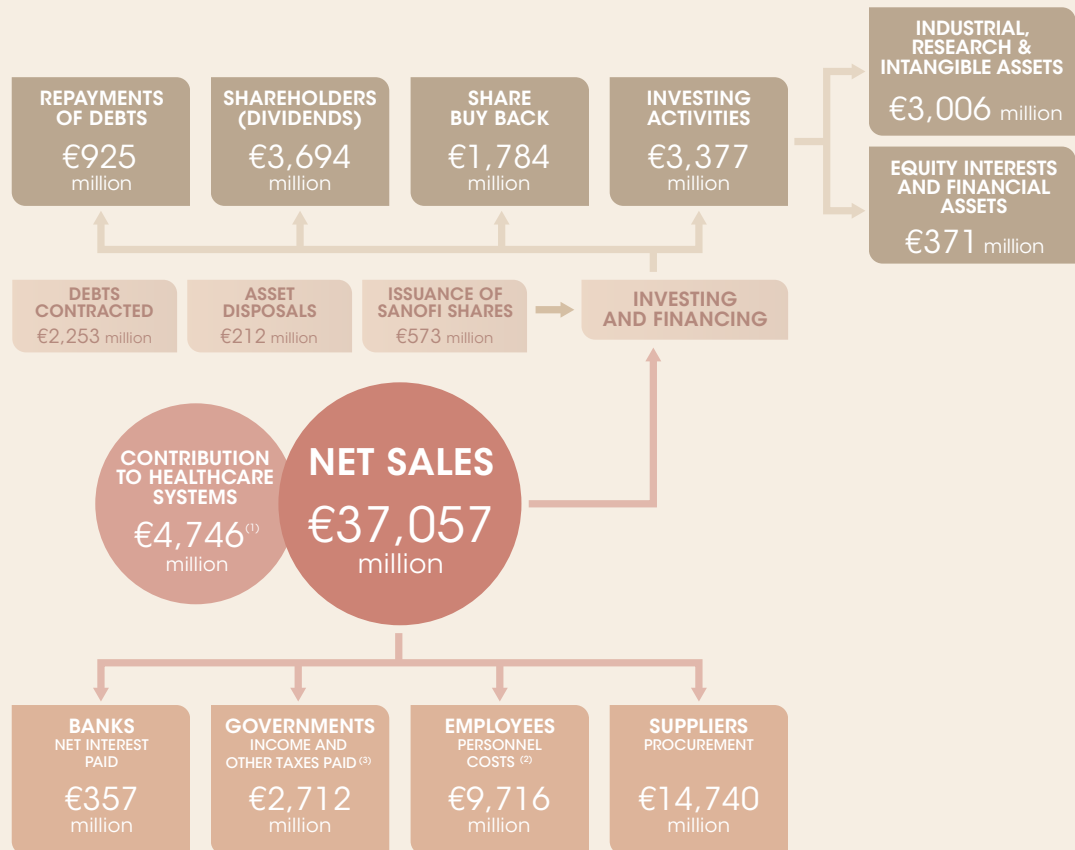 INDUSTRIAL,
RESEARCH &
INTANGIBLE ASSETS
€3,006 million
REPAYMENTS
OF DEBTS
€925
million
SHAREHOLDERS
(DIVIDENDS)
€3,694
million
SHARE
BUY BACK
€1,784
million
INVESTING
ACTIVITIES
€3,377
million
EQUITY INTERESTS
AND FINANCIAL
ASSETS
€371 million
DEBTS
CONTRACTED
€2,253 million
ASSET
DISPOSALS
€212 million
ISSUANCE OF
SANOFI SHARES
€573 million
INVESTING
AND FINANCING
CONTRIBUTION
TO HEALTHCARE
SYSTEMS
€4,746(1)
million
NET SALES
€37,057
million
BANKS
NET INTEREST
PAID
€357
million
GOVERNMENTS
INCOME AND
OTHER TAXES PAID (3)
€2,712
million
EMPLOYEES
PERSONNEL
COSTS (2)
€9,716
million
SUPPLIERS
PROCUREMENT
€14,740
million